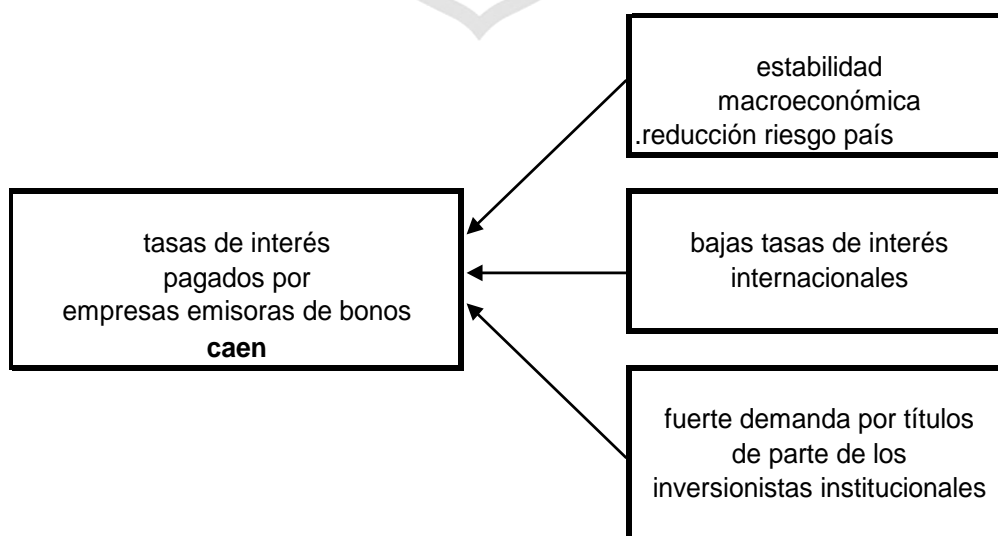 estabilidad
macroeconómica
.reducción riesgo país
tasas de interés
pagados por
empresas emisoras de bonos
caen
bajas tasas de interés
internacionales
fuerte demanda por títulos
de parte de los
inversionistas institucionales